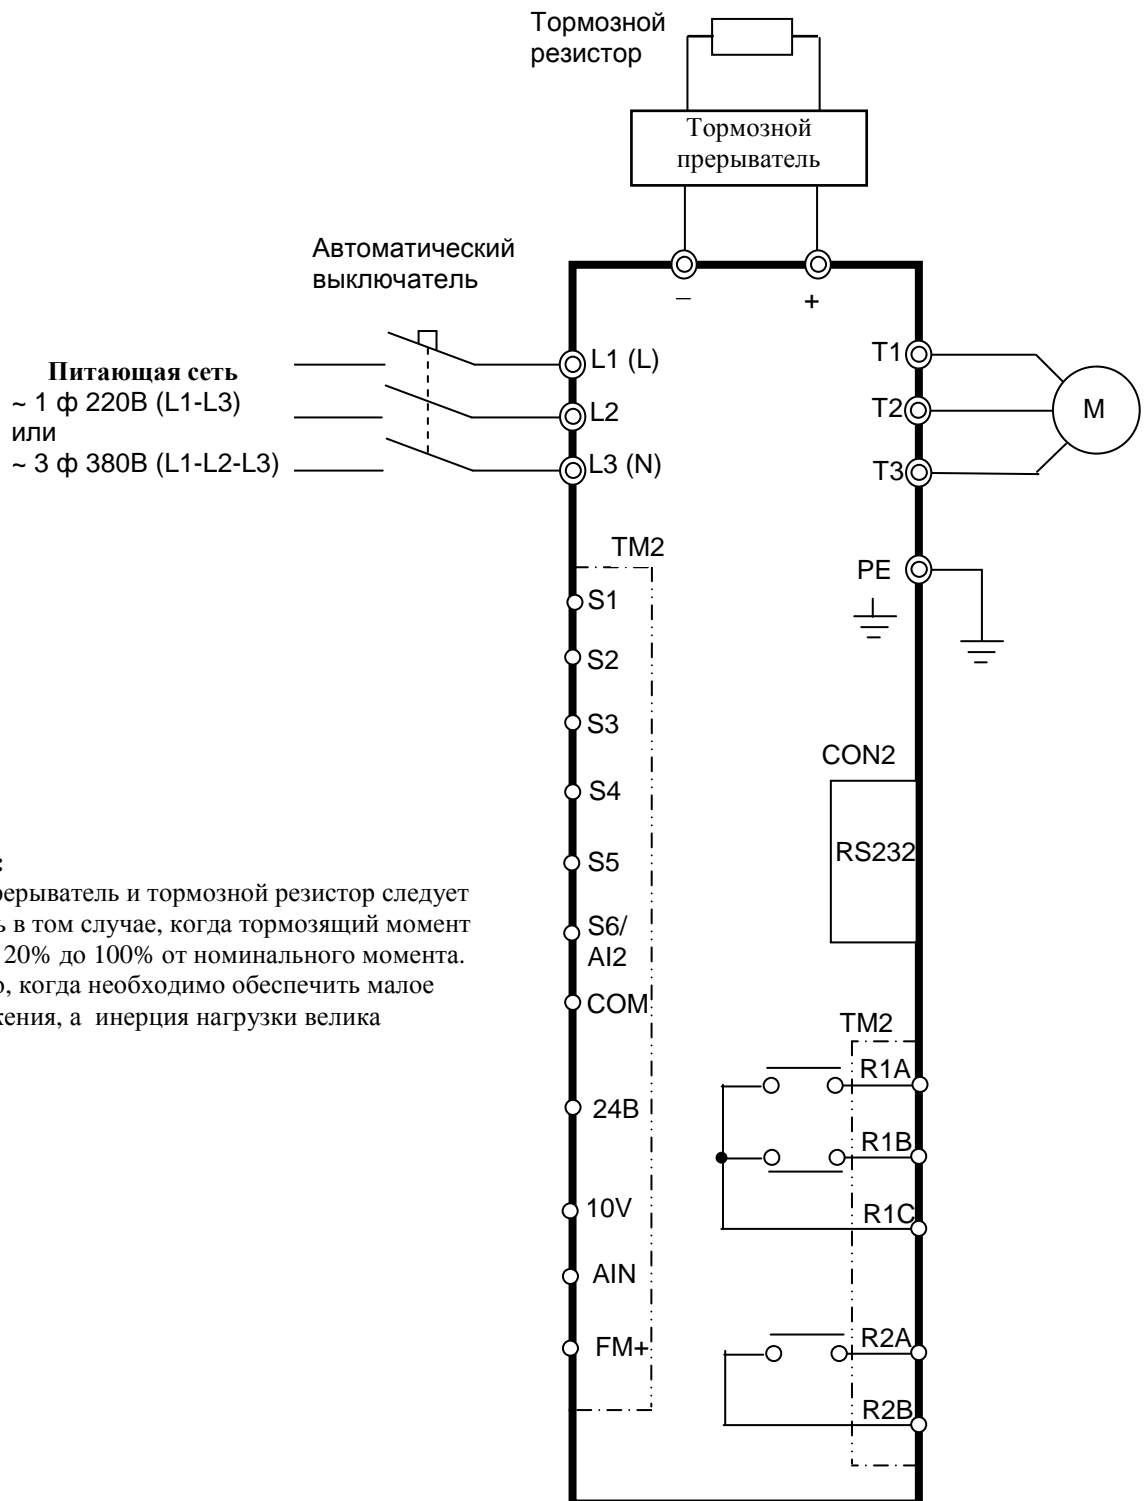 Тормозной
резистор
Тормозной
прерыватель
Автоматический
выключатель
_
+
Питающая сеть
~ 1 ф 220В (L1-L3)
или
~ 3 ф 380В (L1-L2-L3)
L1 (L)
L2
L3 (N)
T1
T2
T3
M
PE
TM2
S1
S2
S3
S4
S5
S6/
AI2
COM
24В
10V
AIN
FM+
CON2
RS232
:
рерыватель и тормозной резистор следует
ь в том случае, когда тормозящий момент
20% до 100% от номинального момента.
р, когда необходимо обеспечить малое
жения, а инерция нагрузки велика
TM2
R1A
R1B
R1C
R2A
R2B